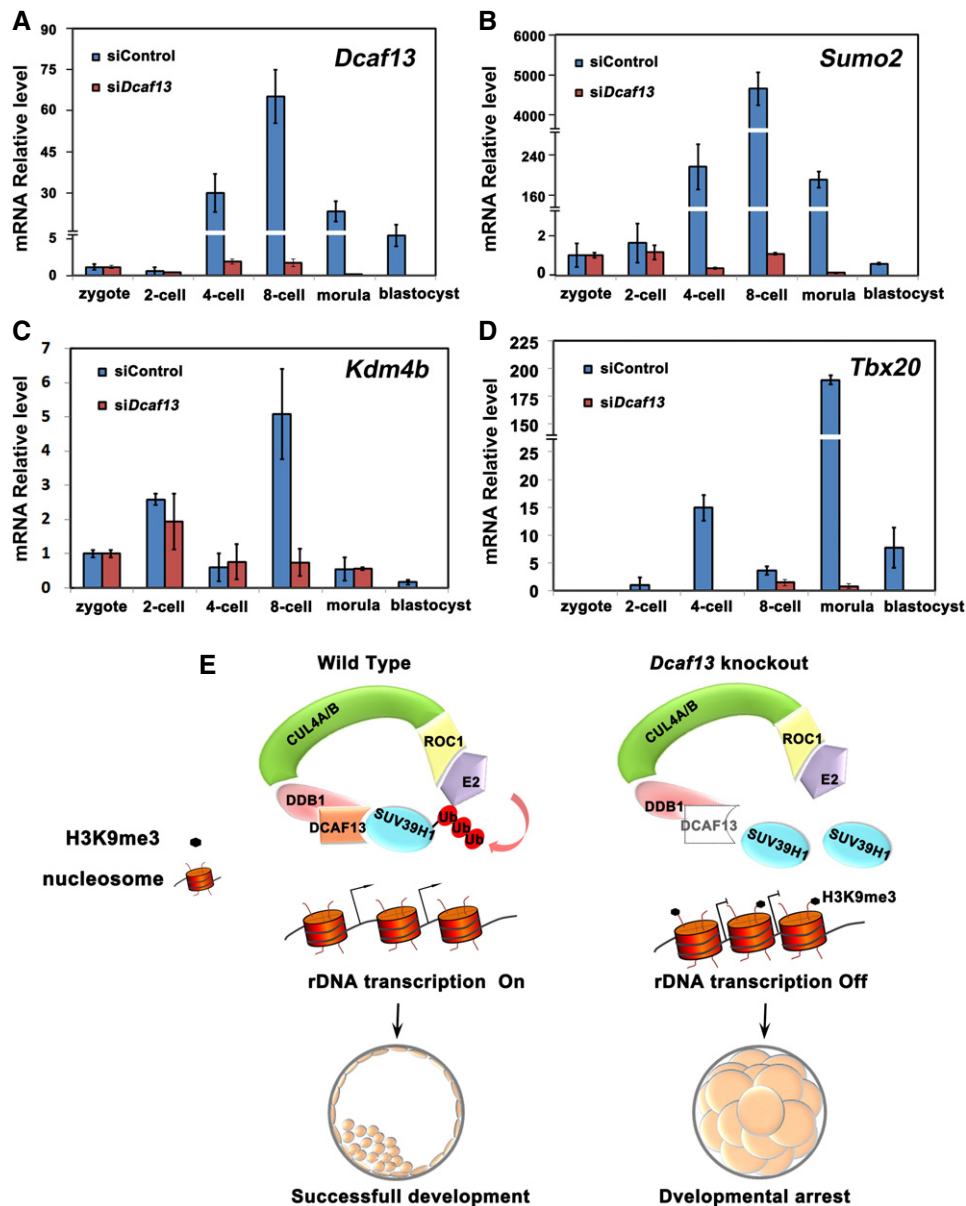 A
Dcaf13
siControl
siDcaf13
mRNA Relative level
90
75
60
45
30
5
0
zygote 2-cell 4-cell 8-cell morula blastocyst
B
Sumo2
siControl
siDcaf13
mRNA Relative level
6000
5000
4000
240
160
2
1
0
zygote 2-cell 4-cell 8-cell morula blastocyst
C
Kdm4b
siControl
siDcaf13
mRNA Relative level
7
6
5
4
3
2
1
0
zygote 2-cell 4-cell 8-cell morula blastocyst
D
Tbx20
siControl
siDcaf13
mRNA Relative level
225
200
175
150
25
20
15
10
5
0
zygote 2-cell 4-cell 8-cell morula blastocyst
E
Wild Type
CUL4A/B
ROC1
E2
DDB1
DCAF13
SUV39H1
Ub
Ub
Ub
H3K9me3
nucleosome
rDNA transcription On
Successfull development
Dcaf13 knockout
CUL4A/B
ROC1
E2
DDB1
DCAF13
SUV39H1
SUV39H1
H3K9me3
rDNA transcription Off
Dvelopmental arrest